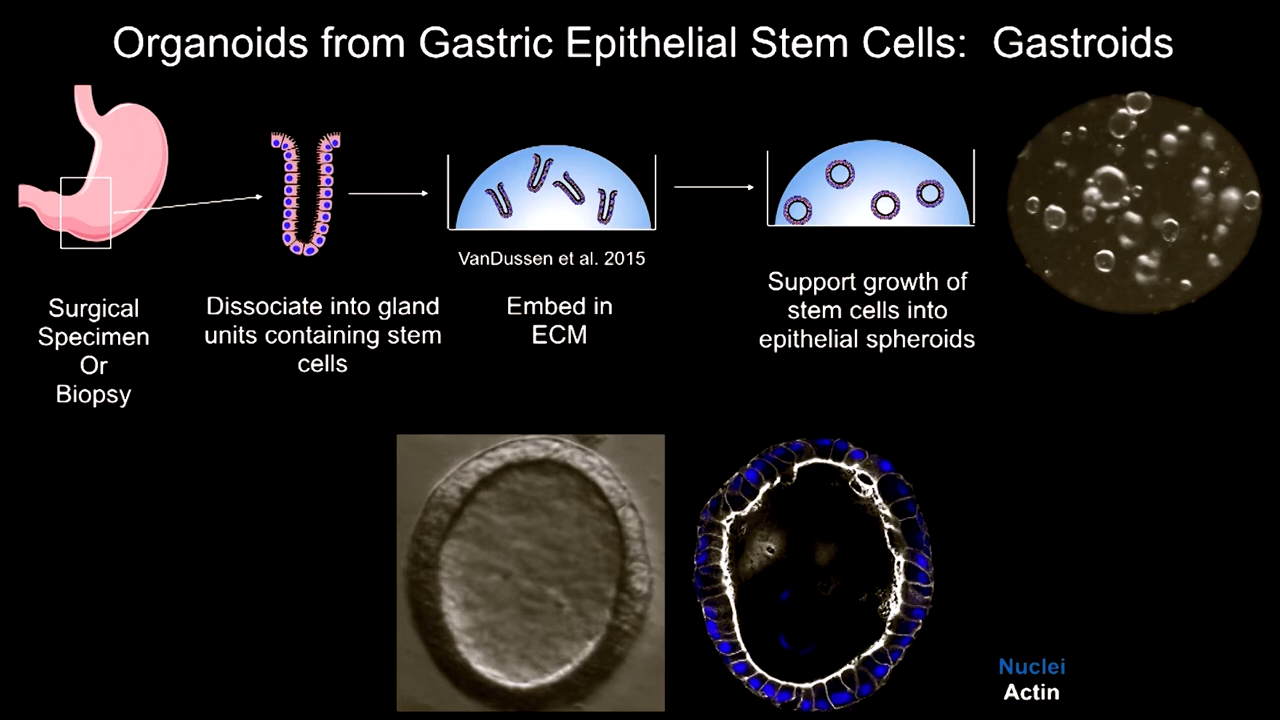 Organoids from Gastric Epithelial Stem Cells: Gastroids
Surgical
Specimen
Or
Biopsy
Dissociate into gland
units containing stem
cells
VanDussen et al. 2015
Embed in
ECM
Support growth of
stem cells into
epithelial spheroids
Nuclei
Actin